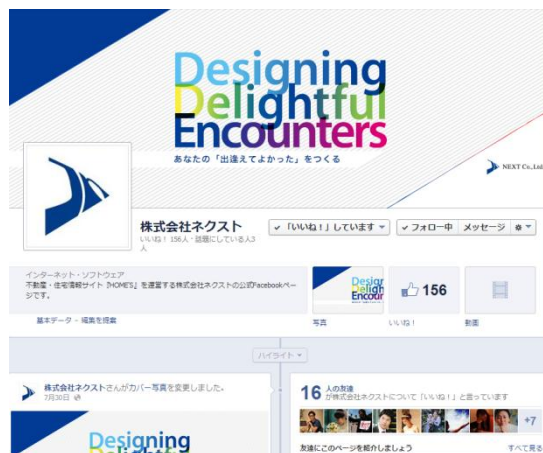 Designing
Delightful
Encounters
あなたの「出逢えてよかった」をつくる
NEXT Co.,Ltd
株式会社ネクスト
いいね！ 156人・話題にしている人3
人
✓「いいね！」しています
✓フォロー中
メッセージ
インターネット・ソフトウェア
不動産・住宅情報サイト『HOME'S』を運営する株式会社ネクストの公式Facebookペー
ジです。
基本データ - 編集を提案
Design
Deligh
Encour
写真
156
いいね！
動画
ハイライト
株式会社ネクストさんがカバー写真を変更しました。
7月30日
Designing
16 人の友達
が株式会社ネクストについて「いいね！」と言っています
+7
友達にこのページを紹介しましょう
すべて見る